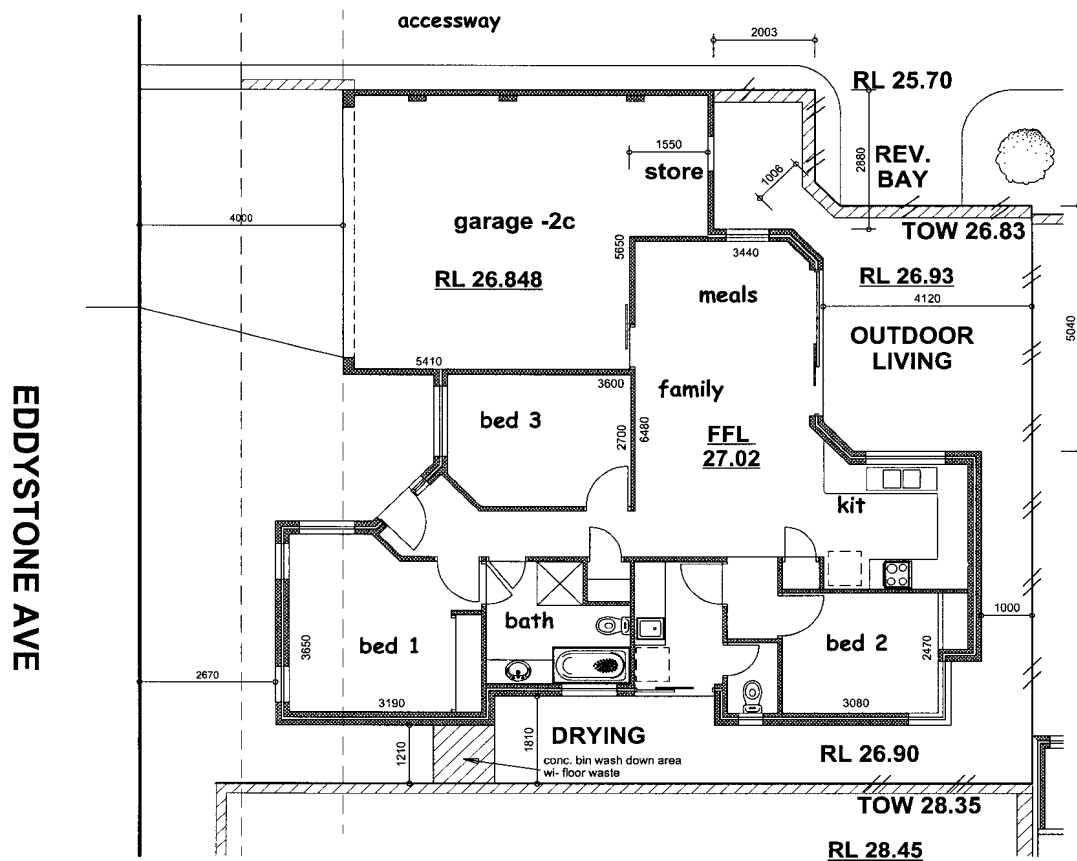 accessway
2003
RL 25.70
1550
store
1006
2880
REV.
BAY
4000
garage -2c
5650
TOW 26.83
3440
RL 26.848
meals
RL 26.93
4120
5040
OUTDOOR
LIVING
5410
3600
family
bed 3
2700
6480
FFL
27.02
EDDYSTONE AVE
kit
1000
bath
3650
bed 1
bed 2
2470
2670
3190
3080
1210
1810
DRYING
conc. bin wash down area
wi- floor waste
RL 26.90
TOW 28.35
RL 28.45